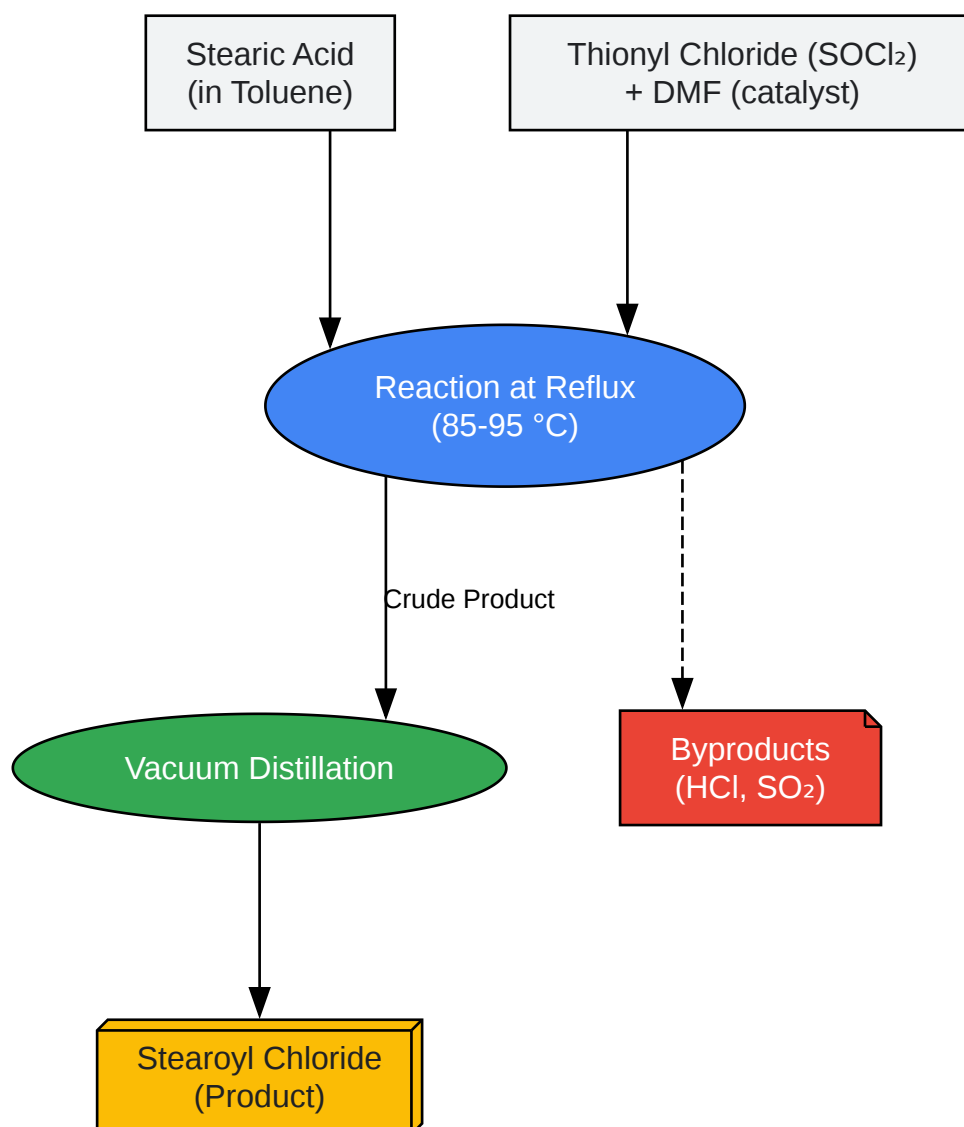 Stearic Acid
(in Toluene)
Thionyl Chloride (SOCl₂)
+ DMF (catalyst)
Reaction at Reflux
(85-95 °C)
Crude Product
Vacuum Distillation
Byproducts
(HCl, SO₂)
Stearoyl Chloride
(Product)